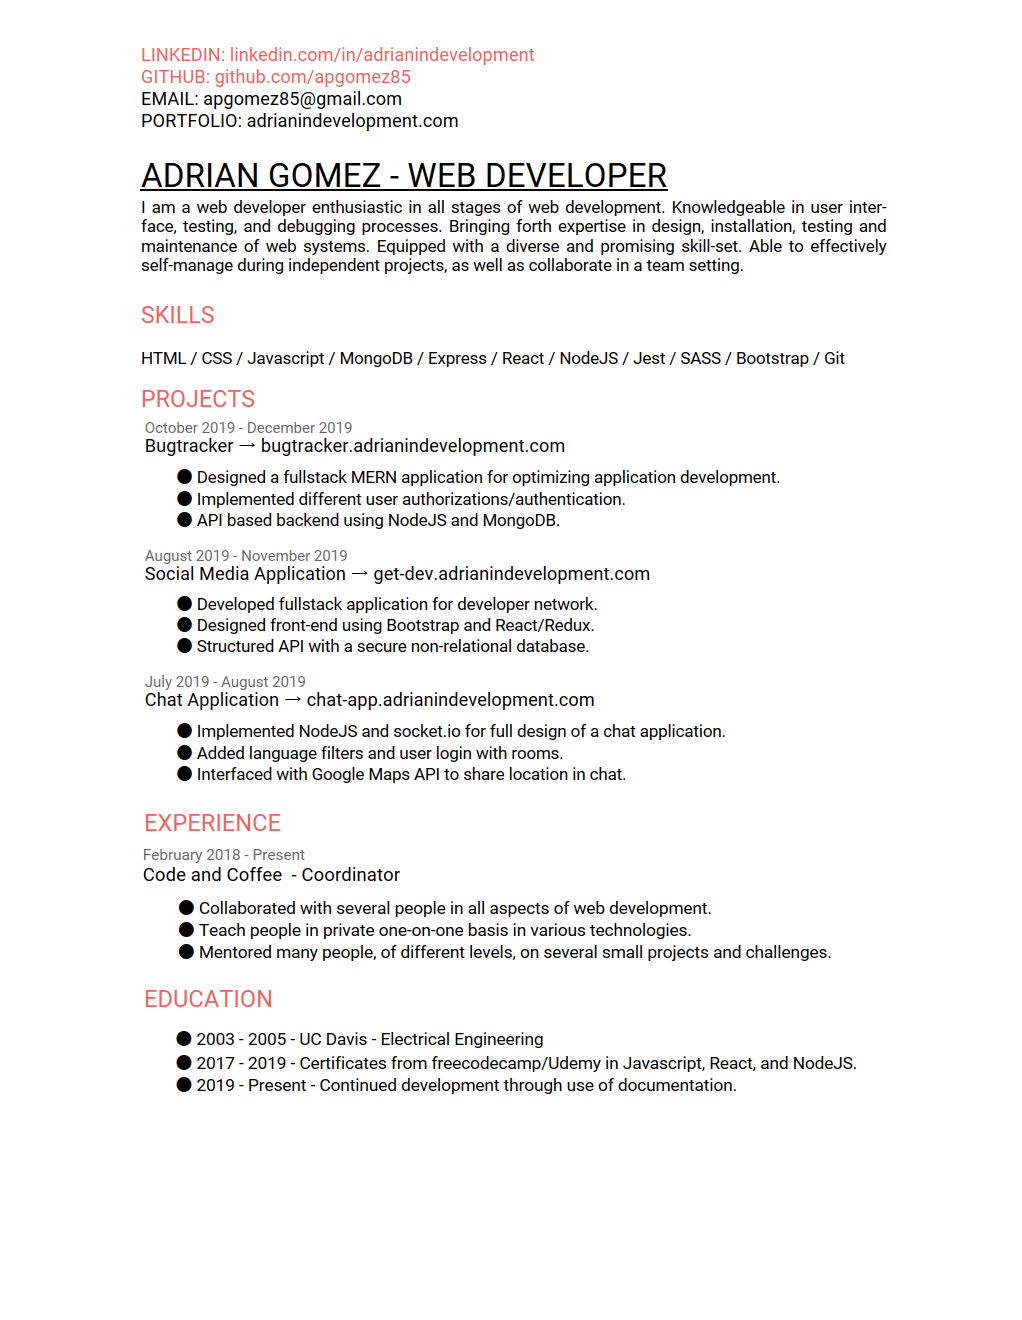 LINKEDIN: linkedin.com/in/adrianindevelopment
GITHUB: github.com/apgomez85
EMAIL: apgomez85@gmail.com
PORTFOLIO: adrianindevelopment.com
ADRIAN GOMEZ - WEB DEVELOPER
I am a web developer enthusiastic in all stages of web development. Knowledgeable in user inter-
face, testing, and debugging processes. Bringing forth expertise in design, installation, testing and
maintenance of web systems. Equipped with a diverse and promising skill-set. Able to effectively
self-manage during independent projects, as well as collaborate in a team setting.
SKILLS
HTML / CSS / Javascript / MongoDB / Express / React / NodeJS / Jest / SASS / Bootstrap / Git
PROJECTS
October 2019 - December 2019
Bugtracker → bugtracker.adrianindevelopment.com
● Designed a fullstack MERN application for optimizing application development.
● Implemented different user authorizations/authentication.
● API based backend using NodeJS and MongoDB.
August 2019 - November 2019
Social Media Application → get-dev.adrianindevelopment.com
● Developed fullstack application for developer network.
● Designed front-end using Bootstrap and React/Redux.
● Structured API with a secure non-relational database.
July 2019 - August 2019
Chat Application → chat-app.adrianindevelopment.com
● Implemented NodeJS and socket.io for full design of a chat application.
● Added language filters and user login with rooms.
● Interfaced with Google Maps API to share location in chat.
EXPERIENCE
February 2018 - Present
Code and Coffee - Coordinator
● Collaborated with several people in all aspects of web development.
● Teach people in private one-on-one basis in various technologies.
● Mentored many people, of different levels, on several small projects and challenges.
EDUCATION
● 2003 - 2005 - UC Davis - Electrical Engineering
● 2017 - 2019 - Certificates from freecodecamp/Udemy in Javascript, React, and NodeJS.
● 2019 - Present - Continued development through use of documentation.